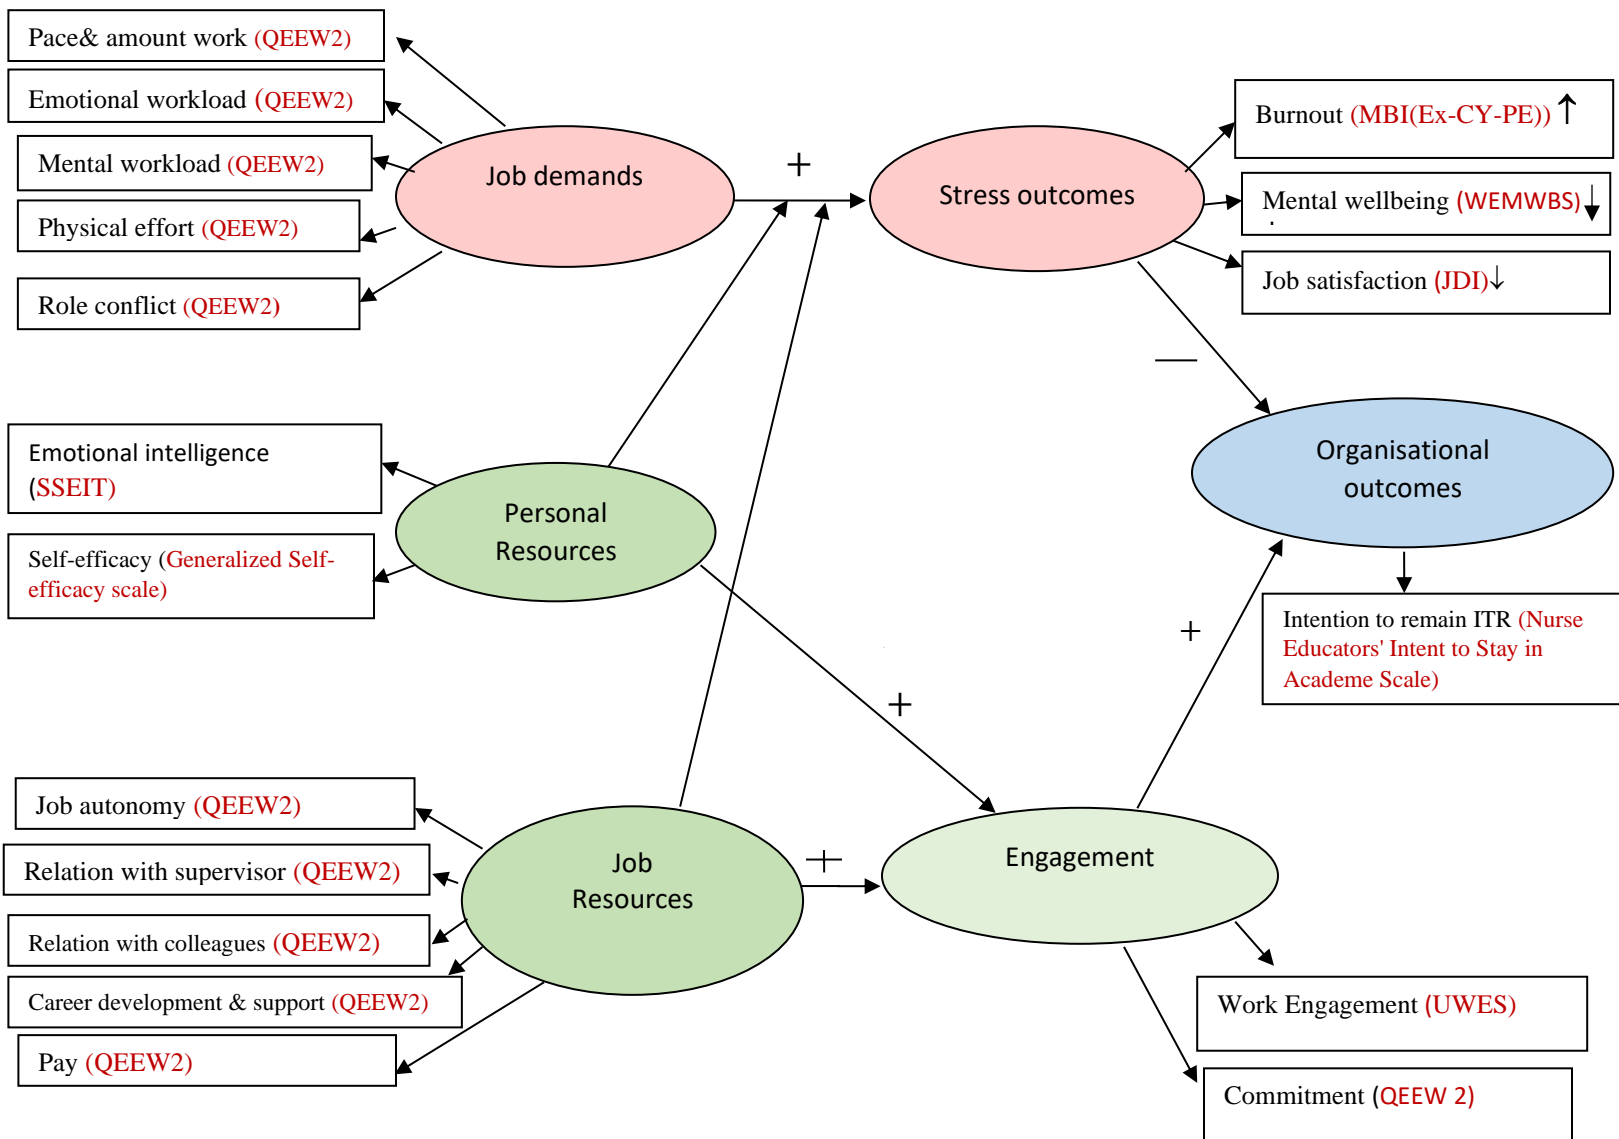 Pace& amount work (QEEW2)
Emotional workload (QEEW2)
Mental workload (QEEW2)
Physical effort (QEEW2)
Role conflict (QEEW2)
Job demands
+
Stress outcomes
Burnout (MBI(Ex-CY-PE)) ↑
Mental wellbeing (WEMWBS) ↓
Job satisfaction (JDI)↓
—
Emotional intelligence
(SSEIT)
Self-efficacy (Generalized Self-
efficacy scale)
Personal
Resources
Organisational
outcomes
Intention to remain ITR (Nurse
Educators' Intent to Stay in
Academe Scale)
+
+
Job autonomy (QEEW2)
Relation with supervisor (QEEW2)
Relation with colleagues (QEEW2)
Career development & support (QEEW2)
Pay (QEEW2)
Job
Resources
+
Engagement
Work Engagement (UWES)
Commitment (QEEW 2)